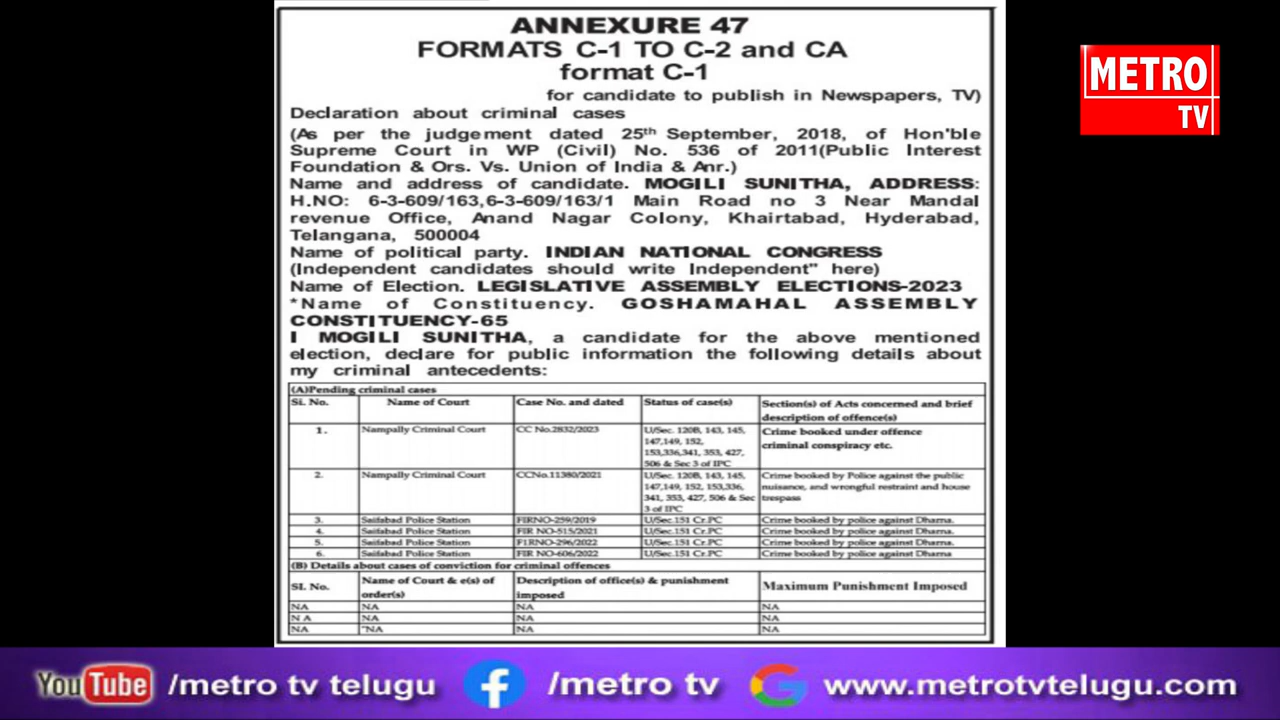 ANNEXURE 47
FORMATS C-1 TO C-2 and CA
format C-1
for candidate to publish in Newspapers, TV)
Declaration about criminal cases
(As per the judgement dated 25th September, 2018, of Hon'ble
Supreme Court in WP (Civil) No. 536 of 2011(Public Interest
Foundation & Ors. Vs. Union of India & Anr.)
Name and address of candidate. MOGILI SUNITHA, ADDRESS:
H.NO: 6-3-609/163,6-3-609/163/1 Main Road no 3 Near Mandal
revenue Office, Anand Nagar Colony, Khairtabad, Hyderabad,
Telangana, 500004
Name of political party. INDIAN NATIONAL CONGRESS
(Independent candidates should write Independent" here)
Name of Election. LEGISLATIVE ASSEMBLY ELECTIONS-2023
*Name of Constituency. GOSHAMAHAL ASSEMBLY
CONSTITUENCY-65
I MOGILI SUNITHA, a candidate for the above mentioned
election, declare for public information the following details about
my criminal antecedents:
(A)Pending criminal cases
Si. No. Name of Court Case No. and dated Status of case(s) Section(s) of Acts concerned and brief
description of offence(s)
1. Nampally Criminal Court CC No.2832/2023 U/Sec. 120B, 143, 145, Crime booked under offence
147,149, 152, criminal conspiracy etc.
153,336,341, 353, 427,
506 & Sec 3 of IPC
2. Nampally Criminal Court CCNo.11380/2021 U/Sec. 120B, 143, 145, Crime booked by Police against the public
147,149, 152, 153,336, nuisance, and wrongful restraint and house
341, 353, 427, 506 & Sec trespass
3 of IPC
3. Saifabad Police Station FIRNO-259/2019 U/Sec.151 Cr.PC Crime booked by police against Dharna.
4. Saifabad Police Station FIR NO-515/2021 U/Sec.151 Cr.PC Crime booked by police against Dharna.
5. Saifabad Police Station F1RNO-296/2022 U/Sec.151 Cr.PC Crime booked by police against Dharna.
6. Saifabad Police Station FIR NO-606/2022 U/Sec.151 Cr.PC Crime booked by police against Dharna
(B) Details about cases of conviction for criminal offences
SI. No. Name of Court & e(s) of Description of office(s) & punishment Maximum Punishment Imposed
order(s) imposed
NA NA NA NA
N A NA NA NA
NA "NA NA NA
METRO
TV
YouTube /metro tv telugu f /metro tv G www.metrotvtelugu.com